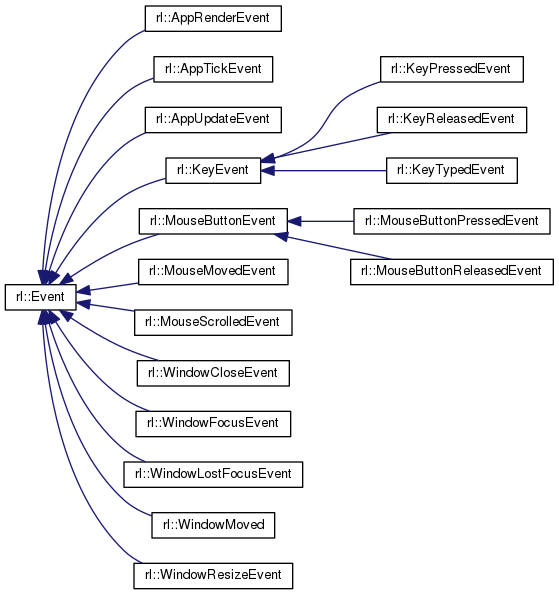 rl::AppRenderEvent
rl::AppTickEvent
rl::KeyPressedEvent
rl::AppUpdateEvent
rl::KeyReleasedEvent
rl::KeyEvent
rl::KeyTypedEvent
rl::MouseButtonEvent
rl::MouseButtonPressedEvent
rl::MouseMovedEvent
rl::MouseButtonReleasedEvent
rl::Event
rl::MouseScrolledEvent
rl::WindowCloseEvent
rl::WindowFocusEvent
rl::WindowLostFocusEvent
rl::WindowMoved
rl::WindowResizeEvent